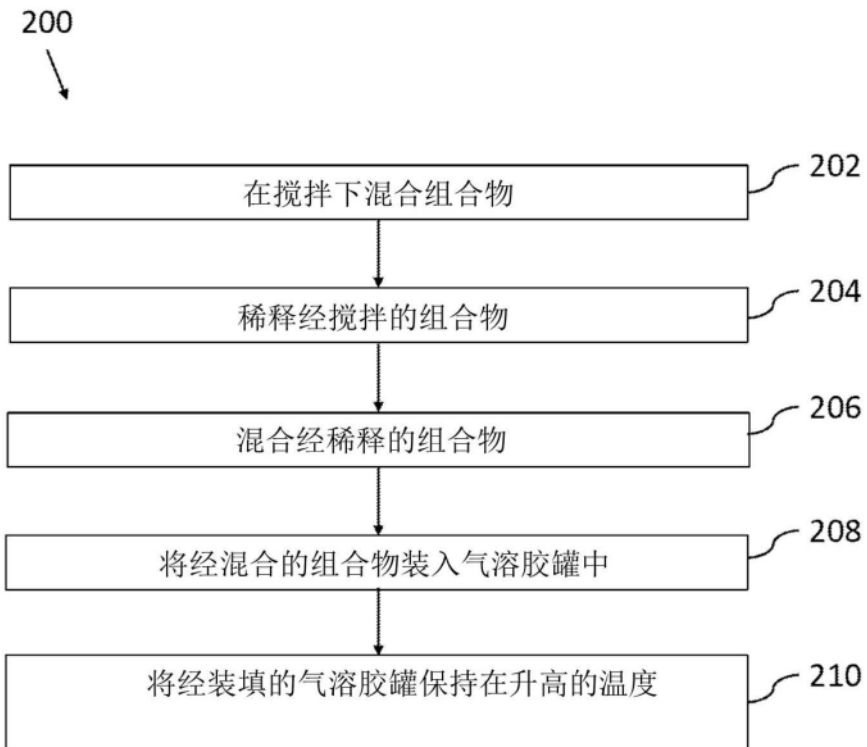 200
在搅拌下混合组合物
202
稀释经搅拌的组合物
204
混合经稀释的组合物
206
将经混合的组合物装入气溶胶罐中
208
将经装填的气溶胶罐保持在升高的温度
210